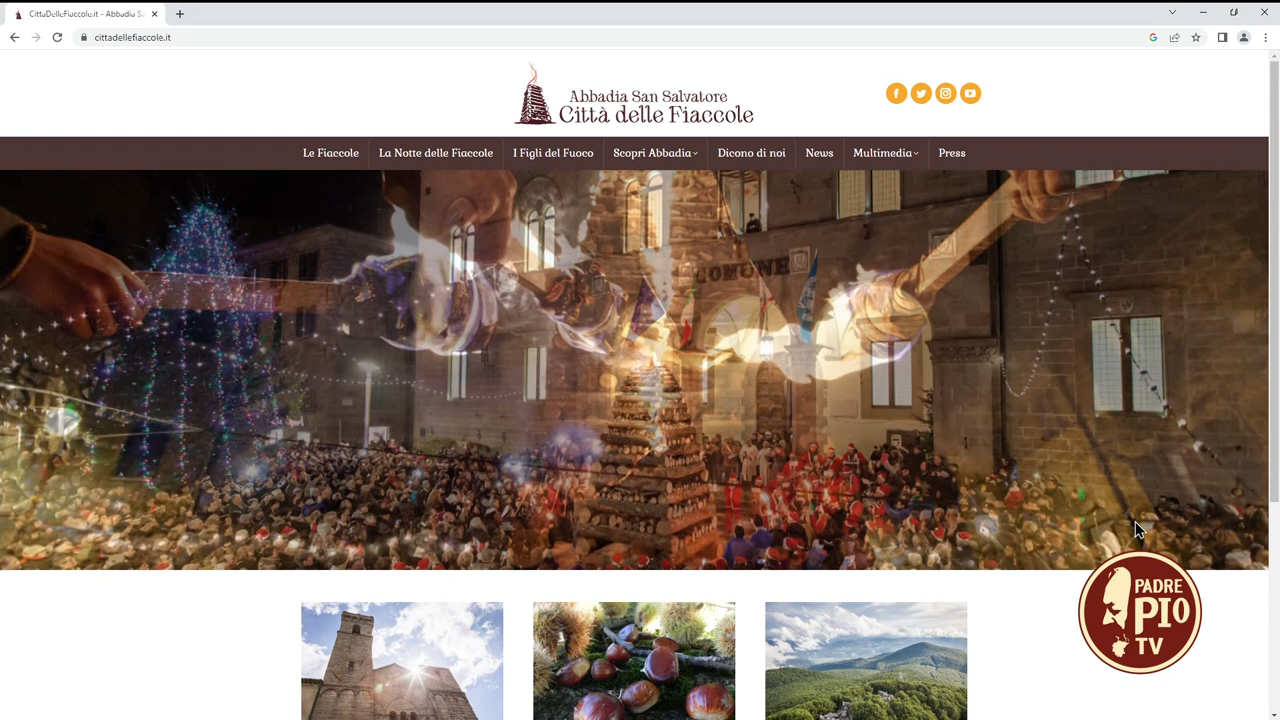 CittaDelleFiaccole.it - Abbadia S
cittadellefiaccole.it
Abbadia San Salvatore
Città delle Fiaccole
Le Fiaccole
La Notte delle Fiaccole
I Figli del Fuoco
Scopri Abbadia
Dicono di noi
News
Multimedia
Press
COMUNE
PADRE
PIO
TV